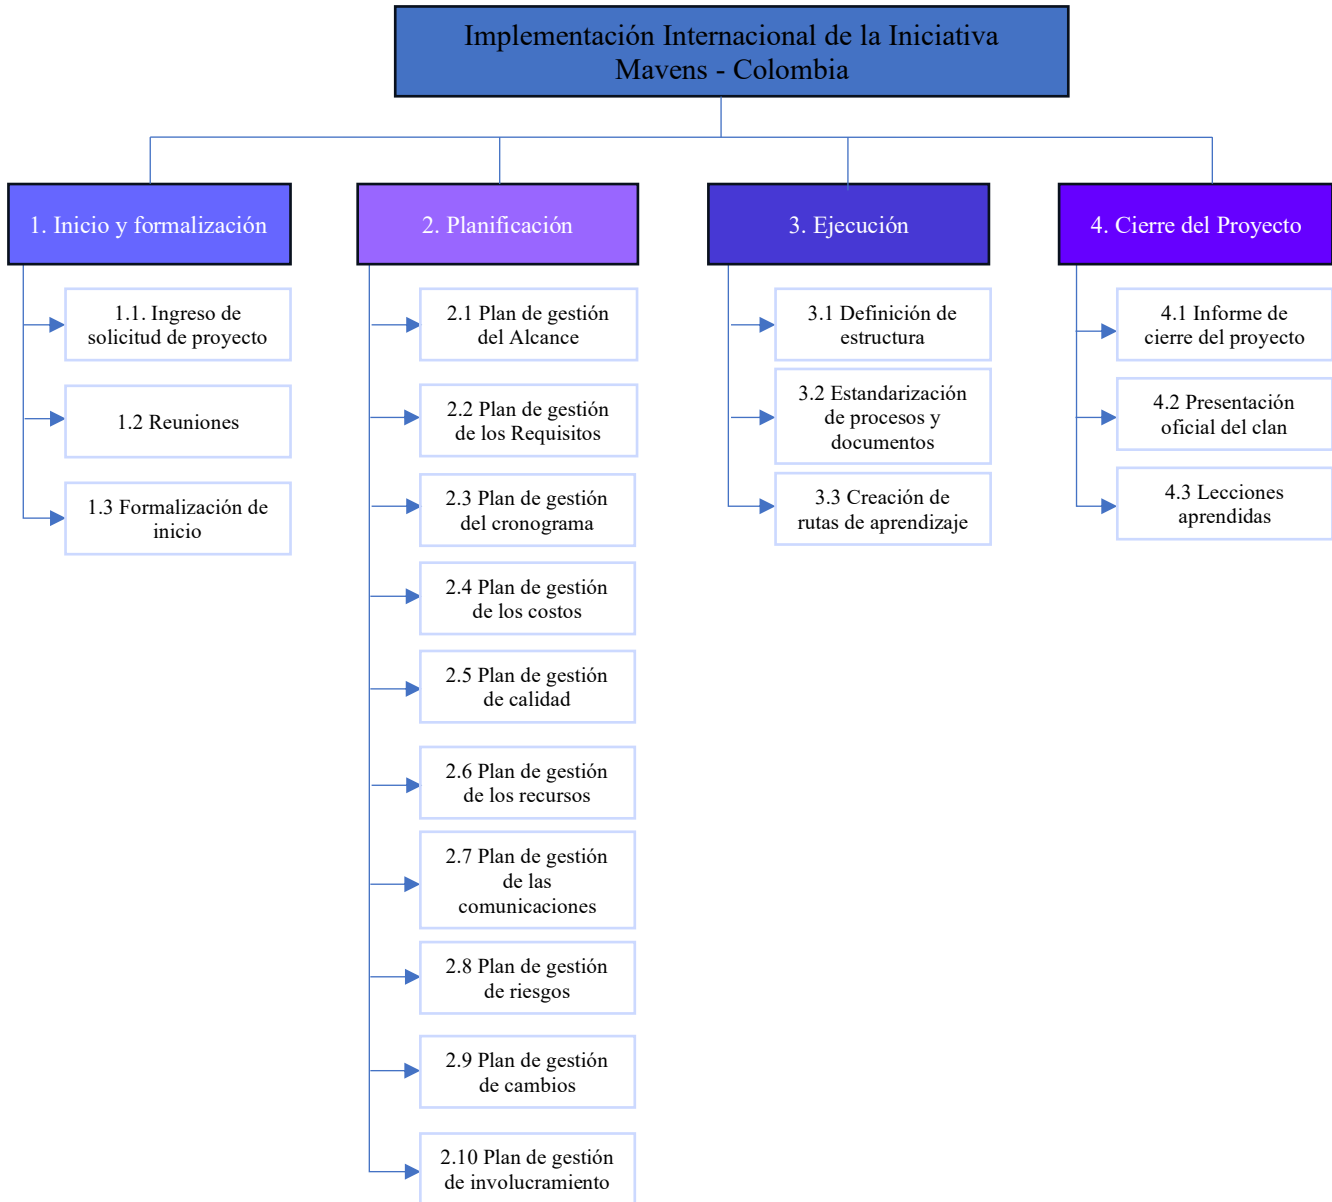 Implementación Internacional de la Iniciativa
Mavens - Colombia
1. Inicio y formalización
2. Planificación
3. Ejecución
4. Cierre del Proyecto
1.1. Ingreso de
solicitud de proyecto
1.2 Reuniones
1.3 Formalización de
inicio
2.1 Plan de gestión
del Alcance
2.2 Plan de gestión
de los Requisitos
2.3 Plan de gestión
del cronograma
2.4 Plan de gestión
de los costos
2.5 Plan de gestión
de calidad
2.6 Plan de gestión
de los recursos
2.7 Plan de gestión
de las
comunicaciones
2.8 Plan de gestión
de riesgos
2.9 Plan de gestión
de cambios
2.10 Plan de gestión
de involucramiento
3.1 Definición de
estructura
3.2 Estandarización
de procesos y
documentos
3.3 Creación de
rutas de aprendizaje
4.1 Informe de
cierre del proyecto
4.2 Presentación
oficial del clan
4.3 Lecciones
aprendidas